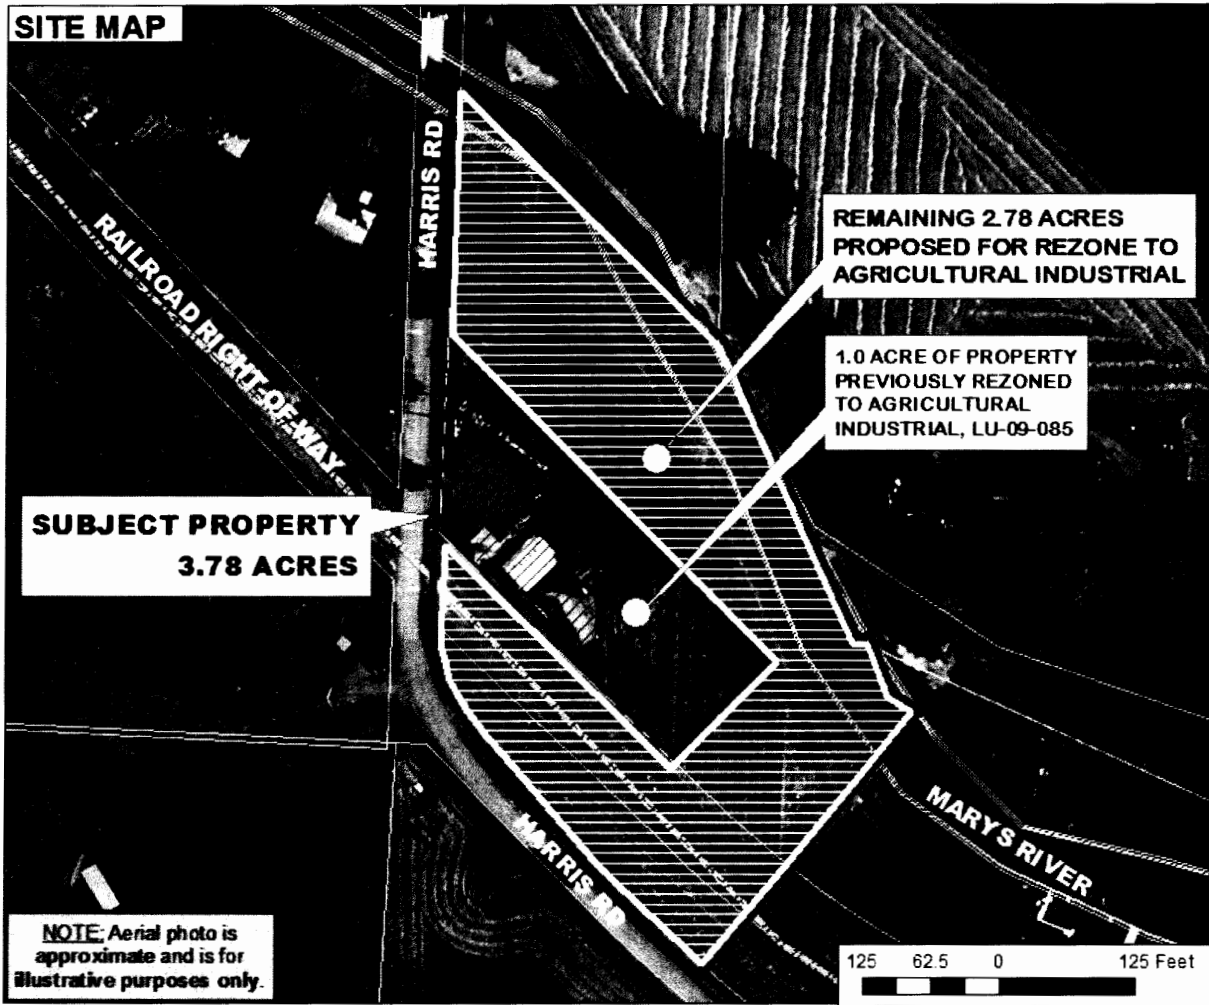 SITE MAP
HARRIS RD
RAILROAD RIGHT-OF-WAY
REMAINING 2.78 ACRES
PROPOSED FOR REZONE TO
AGRICULTURAL INDUSTRIAL
1.0 ACRE OF PROPERTY
PREVIOUSLY REZONED
TO AGRICULTURAL
INDUSTRIAL, LU-09-085
SUBJECT PROPERTY
3.78 ACRES
HARRIS RD
MARYS RIVER
NOTE: Aerial photo is
approximate and is for
illustrative purposes only.
125 62.5 0 125 Feet